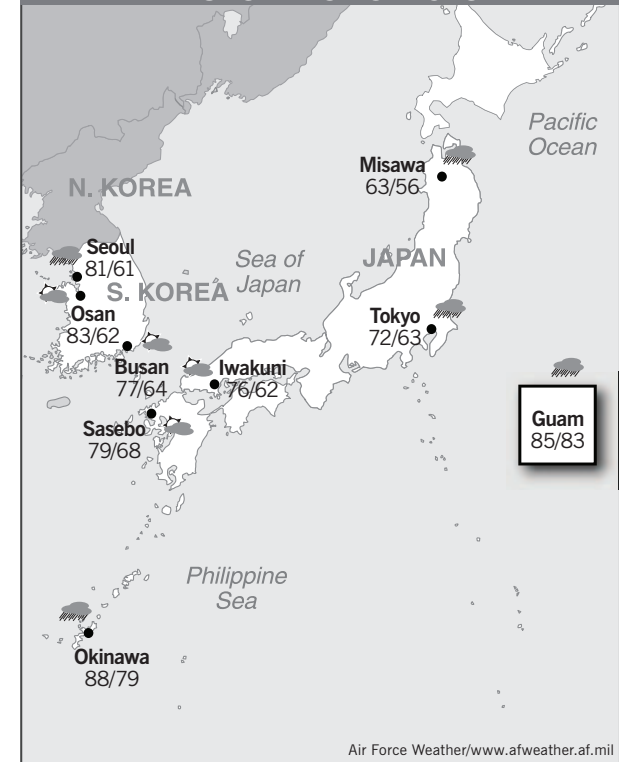 Pacific
Ocean
Misawa
63/56
N. KOREA
Seoul
81/61
Sea of
Japan
JAPAN
S. KOREA
Osan
83/62
Tokyo
72/63
Busan
77/64
Iwakuni
76/62
Guam
85/83
Sasebo
79/68
Philippine
Sea
Okinawa
88/79
Air Force Weather/www.afweather.af.mil